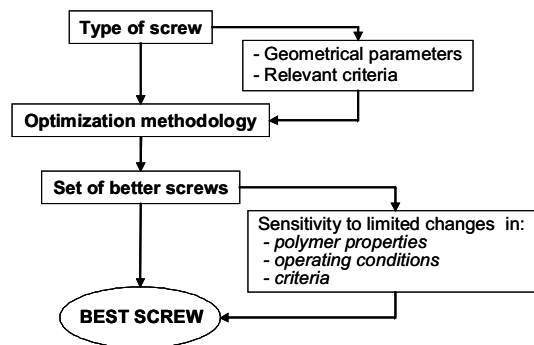 Type of screw
- Geometrical parameters
- Relevant criteria
Optimization methodology
Set of better screws
Sensitivity to limited changes in:
- polymer properties
- operating conditions
- criteria
BEST SCREW